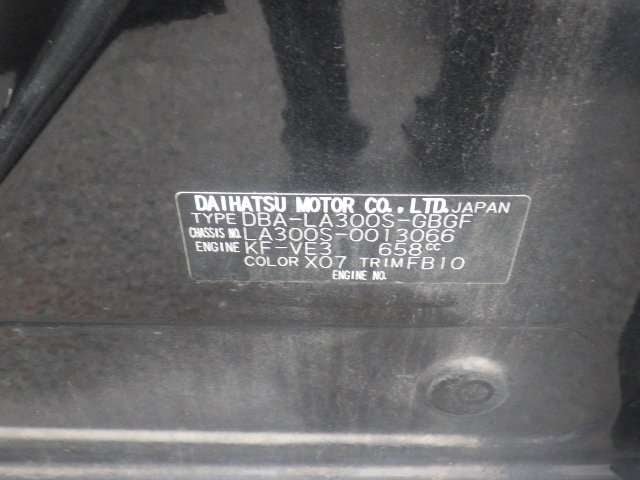 DAIHATSU MOTOR CO., LTD. JAPAN
TYPE DBA-LA300S-GBGF
CHASSIS NO. LA300S-0013066
ENGINE KF-VE3 658cc
COLOR X07 TRIM FB10
ENGINE NO.